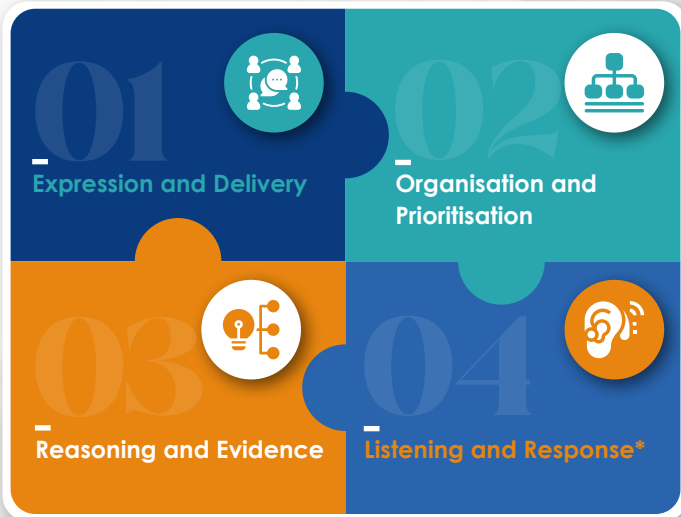 01
Expression and Delivery
02
Organisation and
Prioritisation
03
Reasoning and Evidence
04
Listening and Response*